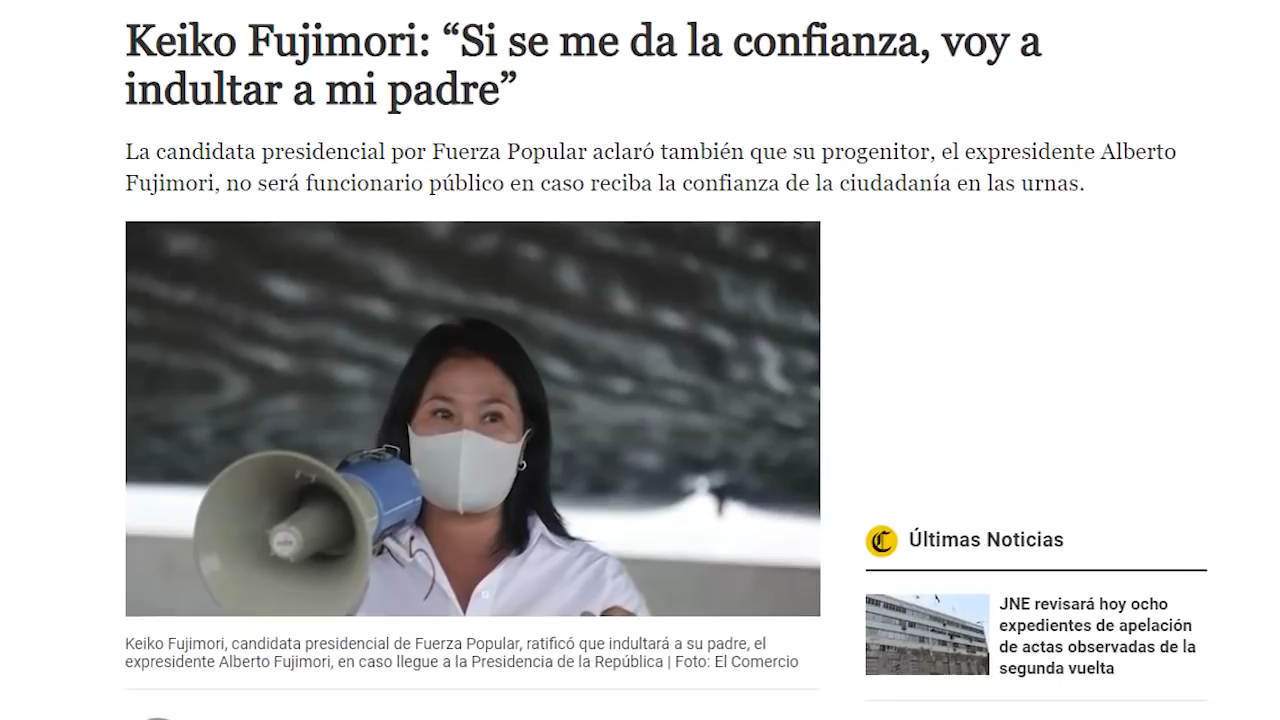 Keiko Fujimori: “Si se me da la confianza, voy a
indultar a mi padre”
La candidata presidencial por Fuerza Popular aclaró también que su progenitor, el expresidente Alberto
Fujimori, no será funcionario público en caso reciba la confianza de la ciudadanía en las urnas.
Keiko Fujimori, candidata presidencial de Fuerza Popular, ratificó que indultará a su padre, el
expresidente Alberto Fujimori, en caso llegue a la Presidencia de la República | Foto: El Comercio
Últimas Noticias
JNE revisará hoy ocho
expedientes de apelación
de actas observadas de la
segunda vuelta